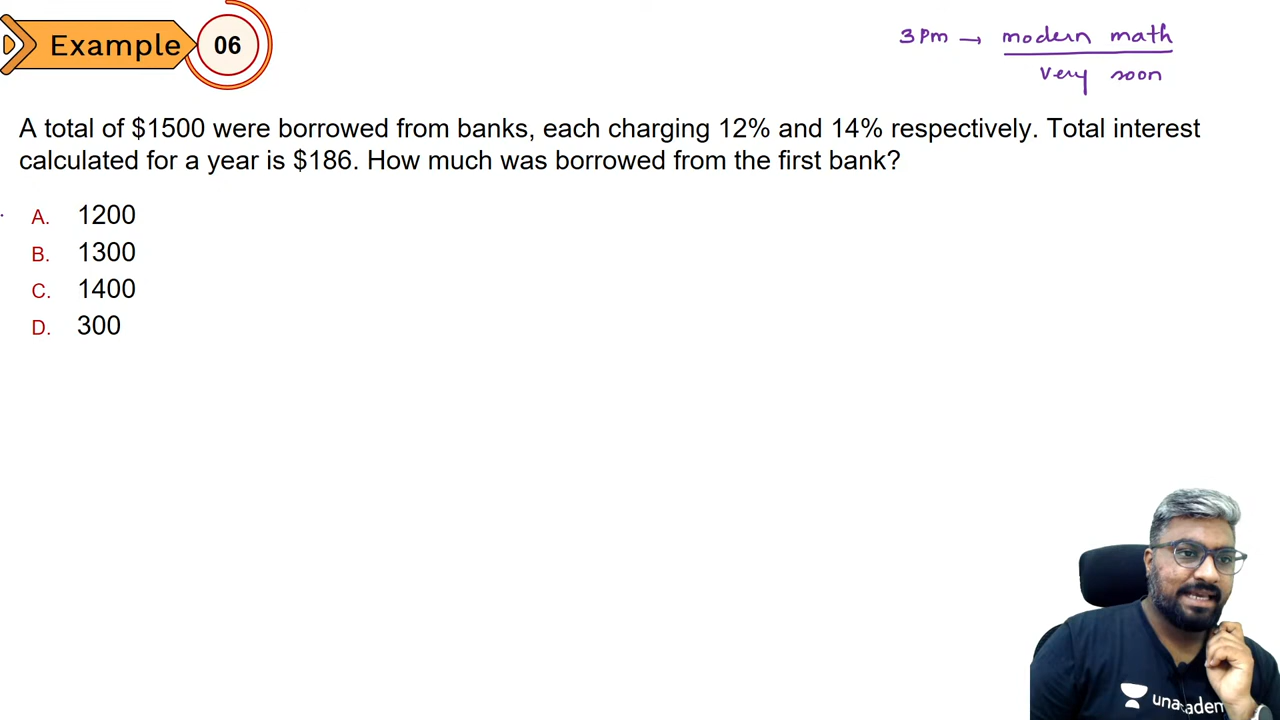 Example 06
3 Pm → modern math
very soon
A total of $1500 were borrowed from banks, each charging 12% and 14% respectively. Total interest
calculated for a year is $186. How much was borrowed from the first bank?
A. 1200
B. 1300
C. 1400
D. 300